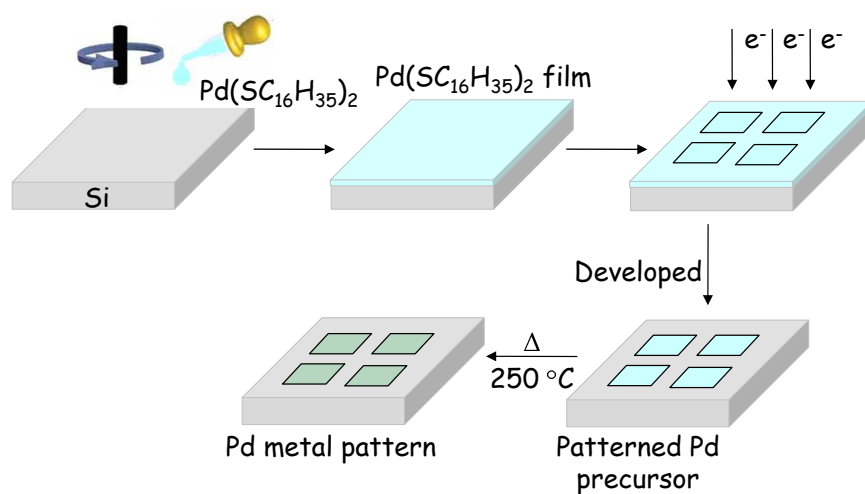 e⁻ e⁻ e⁻
Pd(SC₁₆H₃₅)₂
Pd(SC₁₆H₃₅)₂ film
Si
Developed
Δ
250 °C
Pd metal pattern
Patterned Pd
precursor